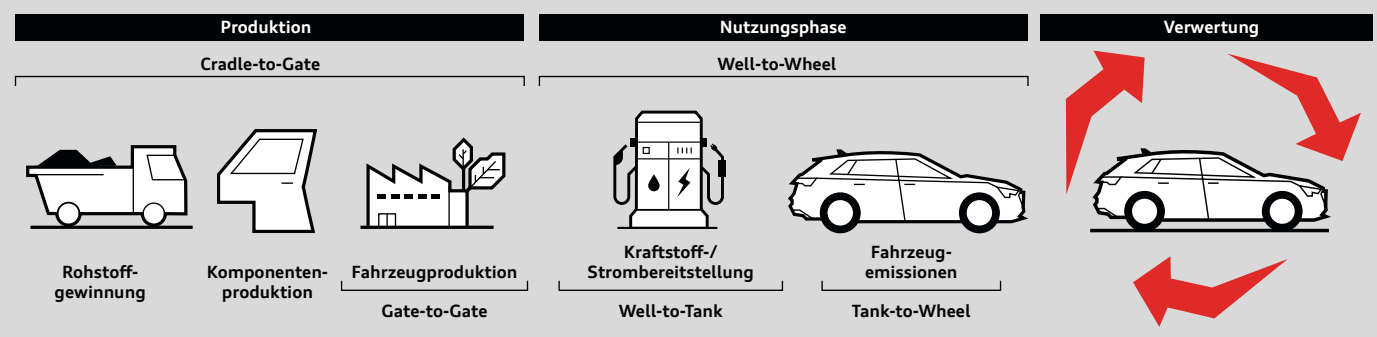 Produktion
Nutzungsphase
Verwertung
Cradle-to-Gate
Well-to-Wheel
Rohstoff-
gewinnung
Komponenten-
produktion
Fahrzeugproduktion
Gate-to-Gate
Kraftstoff-/
Strombereitstellung
Well-to-Tank
Fahrzeug-
emissionen
Tank-to-Wheel